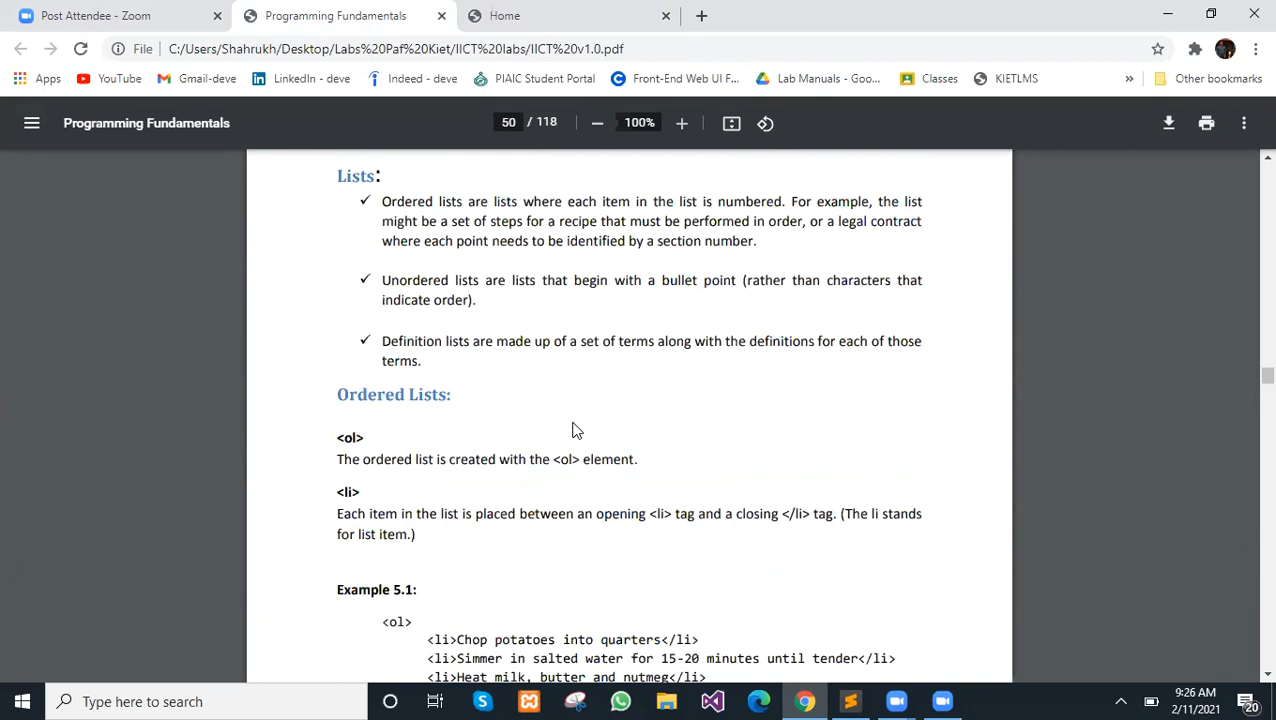 Post Attendee - Zoom
Programming Fundamentals
Home
File
C:/Users/Shahrukh/Desktop/Labs%20Paf%20Kiet/IICT%20labs/IICT%20v1.0.pdf
Apps
YouTube
Gmail-deve
LinkedIn - deve
Indeed - deve
PIAIC Student Portal
Front-End Web UI F...
Lab Manuals - Goo...
Classes
KIETLMS
»
Other bookmarks
Programming Fundamentals
50 / 118
100%
Lists:
Ordered lists are lists where each item in the list is numbered. For example, the list
might be a set of steps for a recipe that must be performed in order, or a legal contract
where each point needs to be identified by a section number.
Unordered lists are lists that begin with a bullet point (rather than characters that
indicate order).
Definition lists are made up of a set of terms along with the definitions for each of those
terms.
Ordered Lists:
<ol>
The ordered list is created with the <ol> element.
<li>
Each item in the list is placed between an opening <li> tag and a closing </li> tag. (The li stands
for list item.)
Example 5.1:
<ol>
<li>Chop potatoes into quarters</li>
<li>Simmer in salted water for 15-20 minutes until tender</li>
<li>Heat milk, butter and nutmeg</li>
Type here to search
9:26 AM
2/11/2021
20